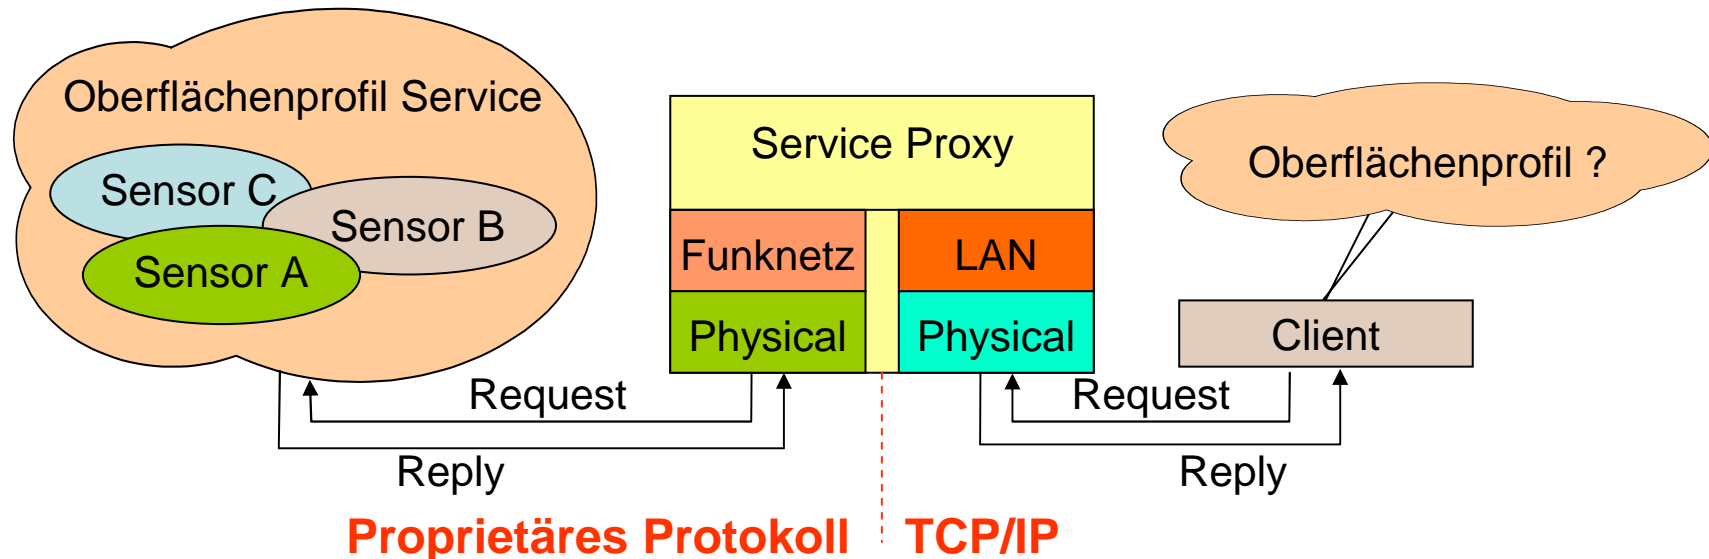 Oberflächenprofil Service
Sensor C
Sensor B
Sensor A
Service Proxy
Funknetz
LAN
Physical
Physical
Oberflächenprofil ?
Client
Request
Reply
Request
Reply
Proprietäres Protokoll
TCP/IP